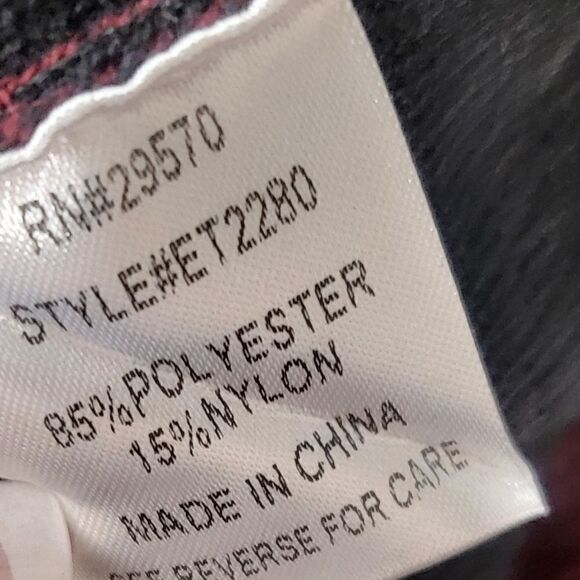 RN#29570
STYLE#ET2280
85%POLYESTER
15%NYLON
MADE IN CHINA
SEE REVERSE FOR CARE